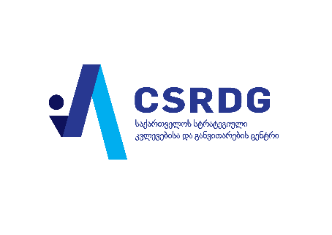 CSRDG
საქართველოს სტრატეგიული
კვლევებისა და განვითარების ცენტრი